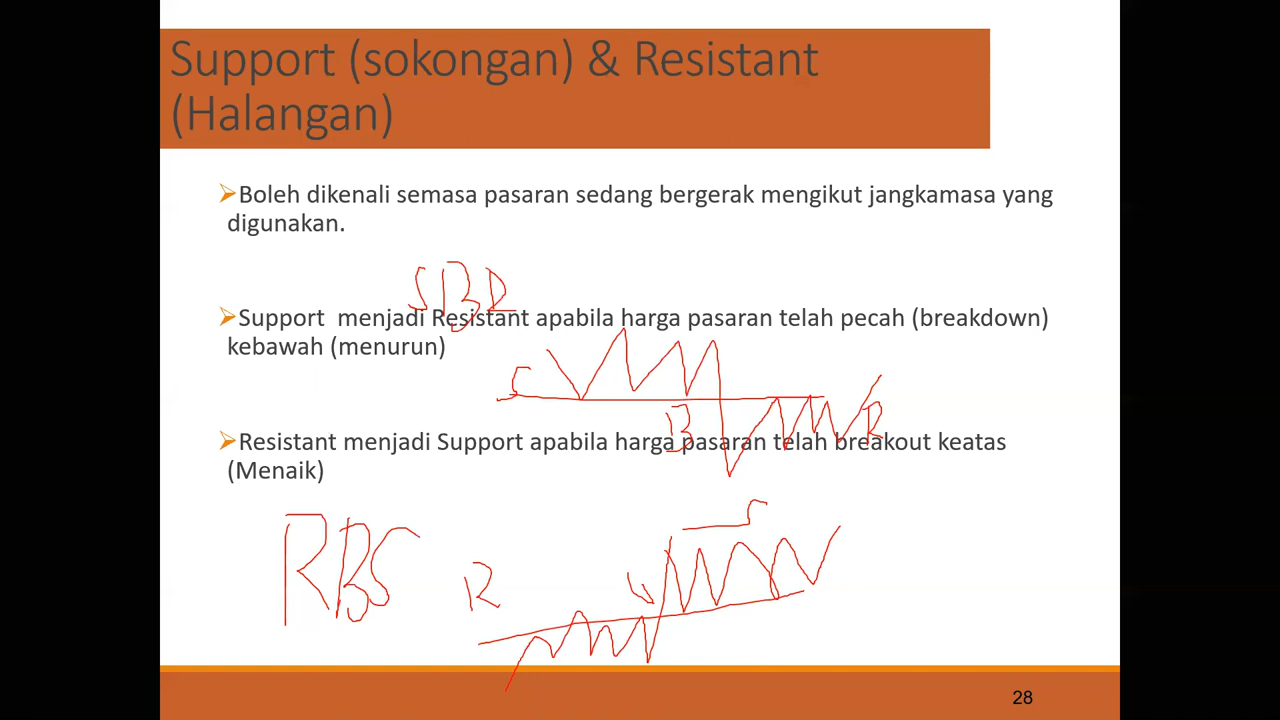 Support (sokongan) & Resistant
(Halangan)
Boleh dikenali semasa pasaran sedang bergerak mengikut jangkamasa yang
digunakan.
SBR
Support menjadi Resistant apabila harga pasaran telah pecah (breakdown)
kebawah (menurun)
S
B
R
Resistant menjadi Support apabila harga pasaran telah breakout keatas
(Menaik)
RBS
R
S
28